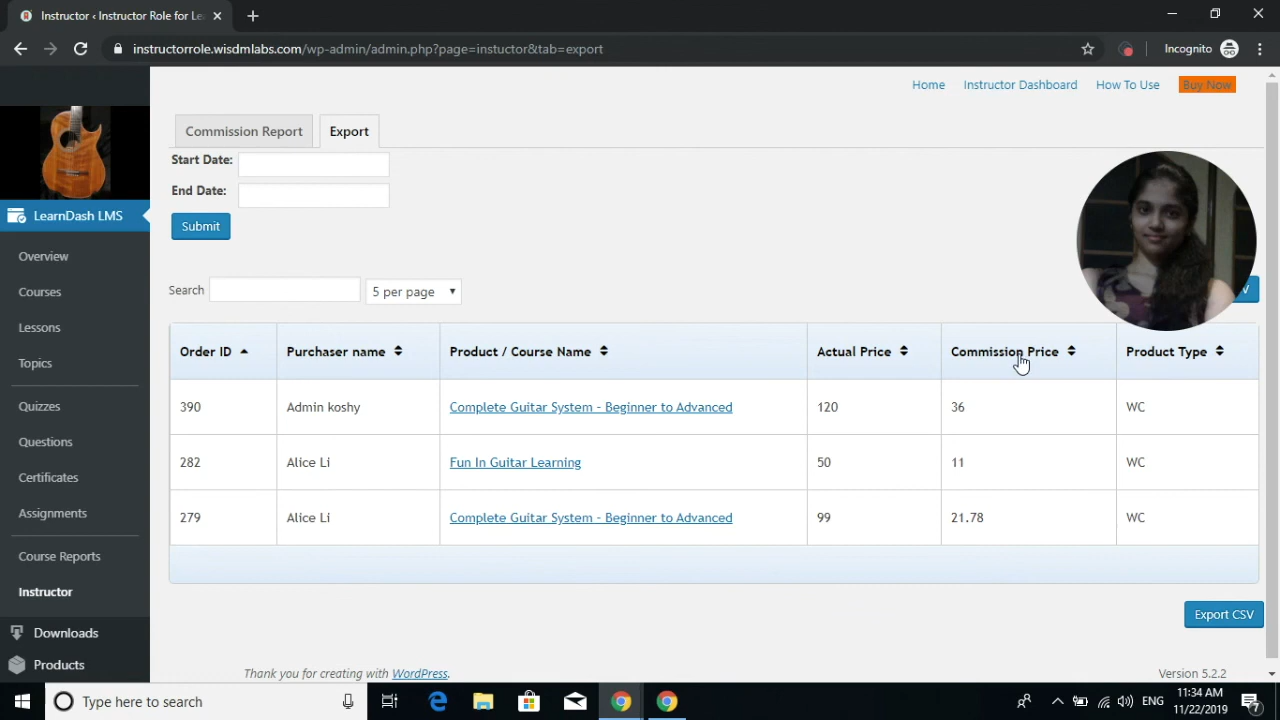 Instructor ‹ Instructor Role for Le
instructorrole.wisdmlabs.com/wp-admin/admin.php?page=instuctor&tab=export
Incognito
Home Instructor Dashboard How To Use Buy Now
Commission Report Export
Start Date:
End Date:
Submit
Search 5 per page
V
Order ID Purchaser name Product / Course Name Actual Price Commission Price Product Type
390 Admin koshy Complete Guitar System - Beginner to Advanced 120 36 WC
282 Alice Li Fun In Guitar Learning 50 11 WC
279 Alice Li Complete Guitar System - Beginner to Advanced 99 21.78 WC
Export CSV
Thank you for creating with WordPress. Version 5.2.2
LearnDash LMS
Overview
Courses
Lessons
Topics
Quizzes
Questions
Certificates
Assignments
Course Reports
Instructor
Downloads
Products
Type here to search
ENG
11:34 AM
11/22/2019
7